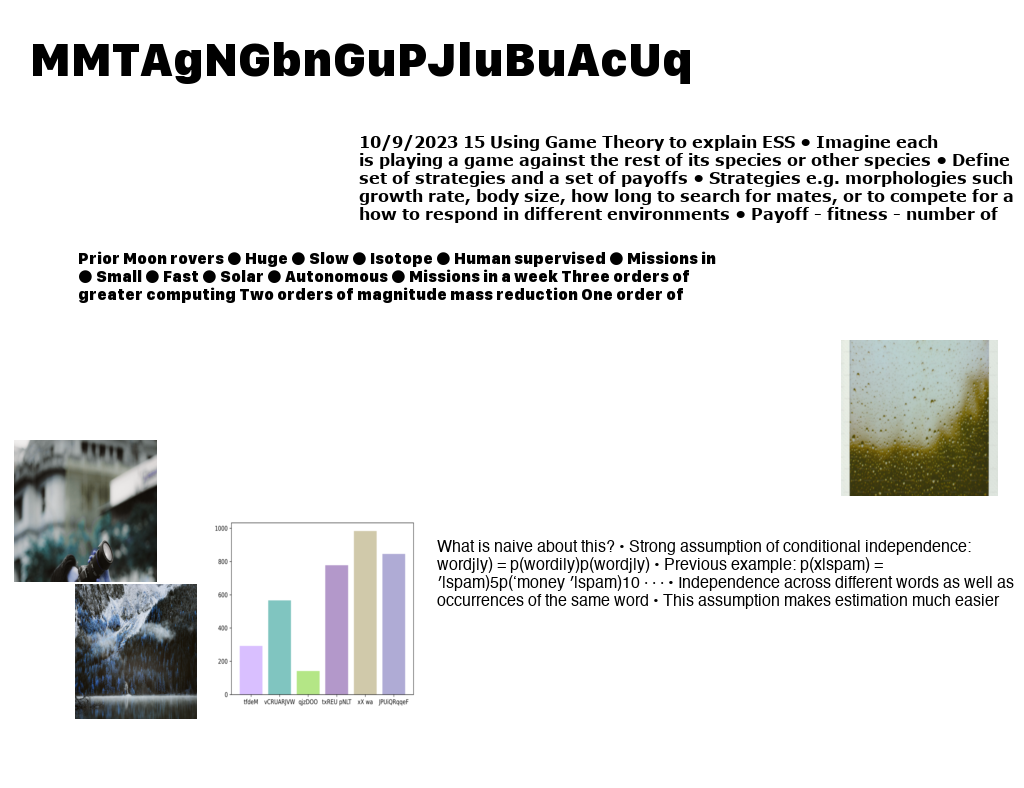 MMTAgNGbnGuPJluBuAcUq
10/9/2023 15 Using Game Theory to explain ESS • Imagine each
is playing a game against the rest of its species or other species • Define
set of strategies and a set of payoffs • Strategies e.g. morphologies such
growth rate, body size, how long to search for mates, or to compete for a
how to respond in different environments • Payoff – fitness – number of
Prior Moon rovers ● Huge ● Slow ● Isotope ● Human supervised ● Missions in
● Small ● Fast ● Solar ● Autonomous ● Missions in a week Three orders of
greater computing Two orders of magnitude mass reduction One order of
1000
800
600
400
200
0
tfdeM vCRUARJVW qjzDOO txREU pNLT xX wa JPUiQRqqeF
What is naive about this? • Strong assumption of conditional independence:
wordj|y) = p(wordi|y)p(wordj|y) • Previous example: p(x|spam) =
’|spam)5p(‘money ’|spam)10 · · · • Independence across different words as well as
occurrences of the same word • This assumption makes estimation much easier